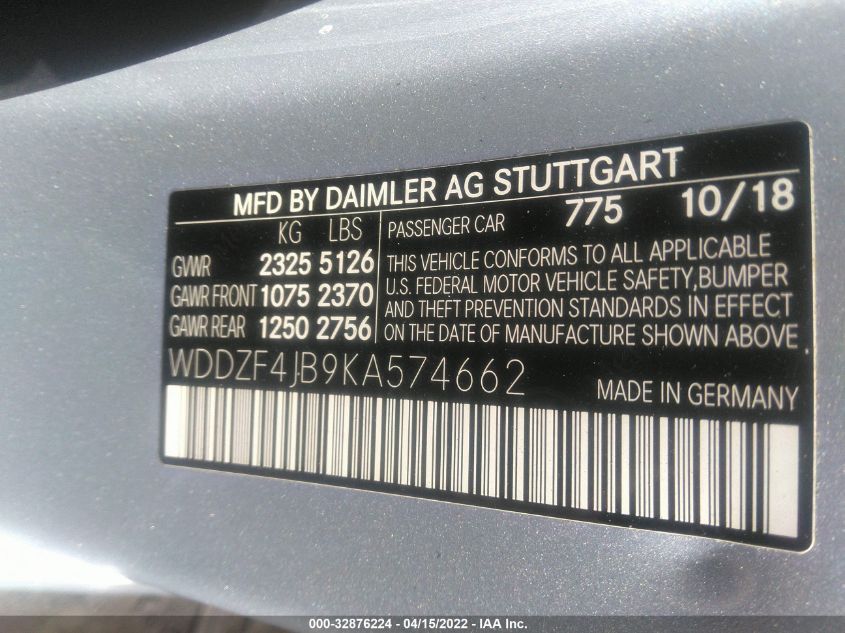 MFD BY DAIMLER AG STUTTGART
KG LBS
GVWR 2325 5126
GAWR FRONT 1075 2370
GAWR REAR 1250 2756
PASSENGER CAR 775 10/18
THIS VEHICLE CONFORMS TO ALL APPLICABLE
U.S. FEDERAL MOTOR VEHICLE SAFETY, BUMPER
AND THEFT PREVENTION STANDARDS IN EFFECT
ON THE DATE OF MANUFACTURE SHOWN ABOVE.
WDDZF4JB9KA574662
MADE IN GERMANY
000-32876224 - 04/15/2022 - IAA Inc.